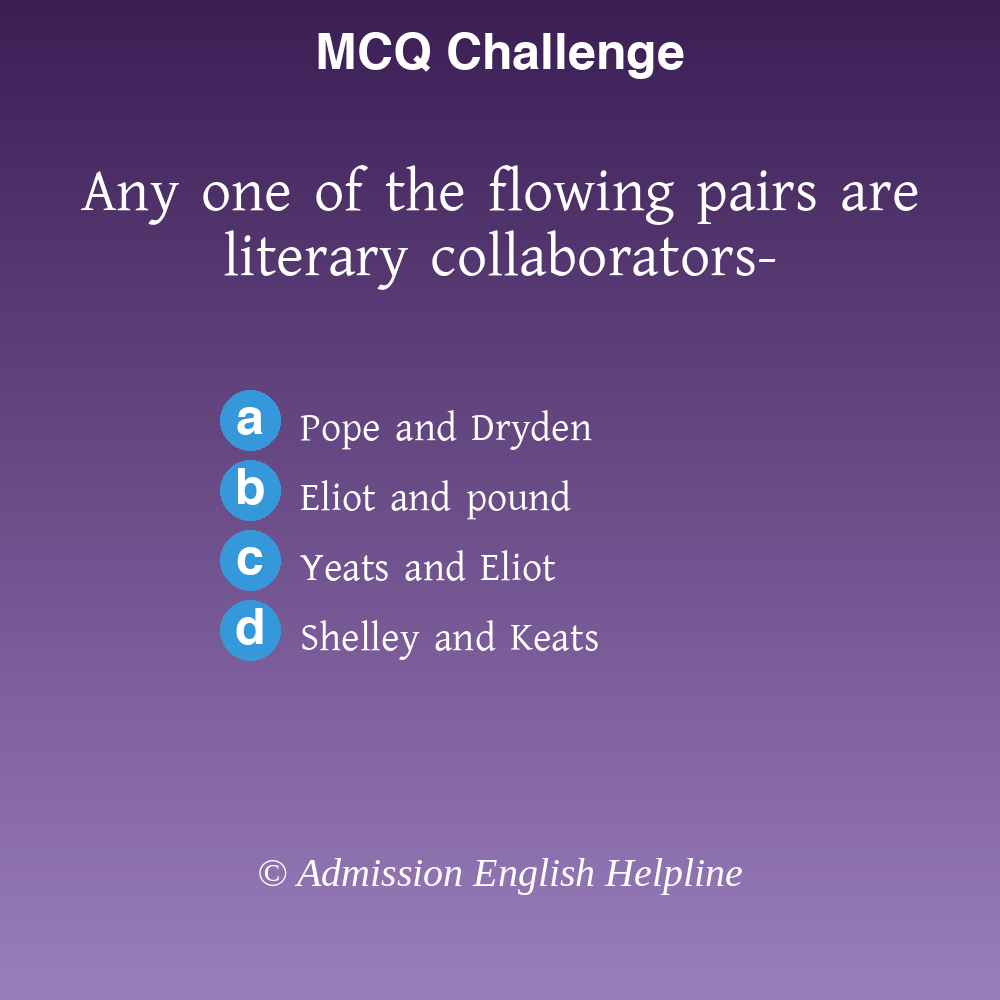 MCQ Challenge
Any one of the flowing pairs are
literary collaborators-
a Pope and Dryden
b Eliot and pound
c Yeats and Eliot
d Shelley and Keats
© Admission English Helpline